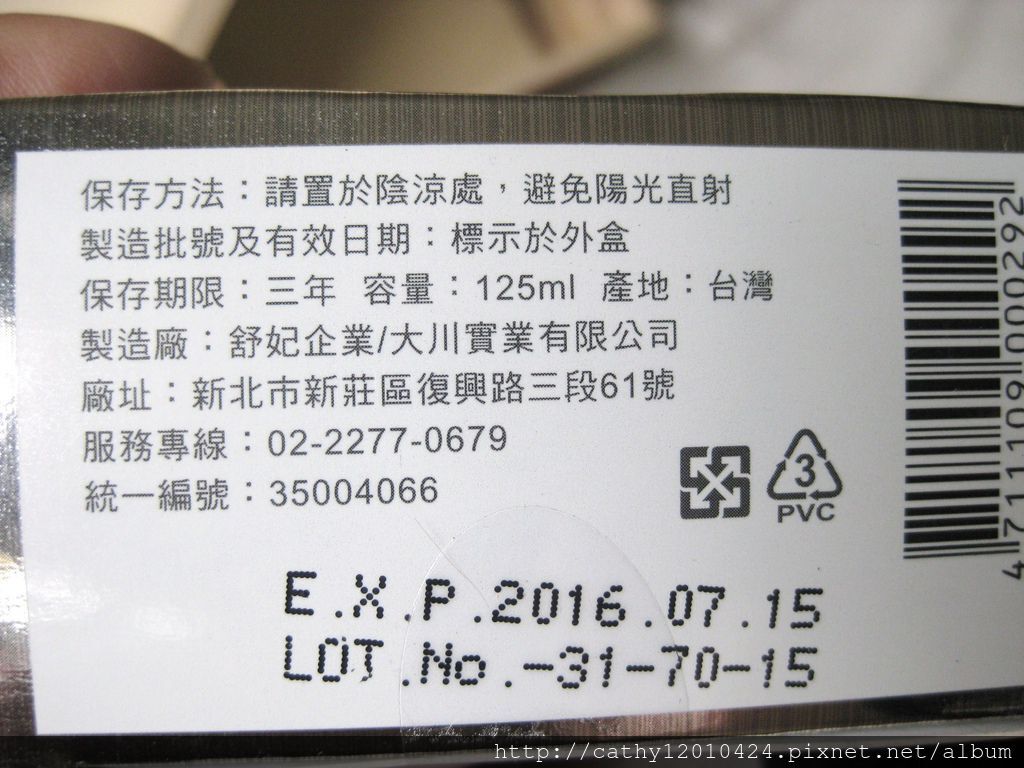 保存方法：請置於陰涼處，避免陽光直射
製造批號及有效日期：標示於外盒
保存期限：三年 容量：125ml 產地：台灣
製造廠：舒妃企業/大川實業有限公司
廠址：新北市新莊區復興路三段61號
服務專線：02-2277-0679
統一編號：35004066
3
PVC
4711109000292
E.X.P.2016.07.15
LOT.No.-31-70-15
http://cathy12010424.pixnet.net/album